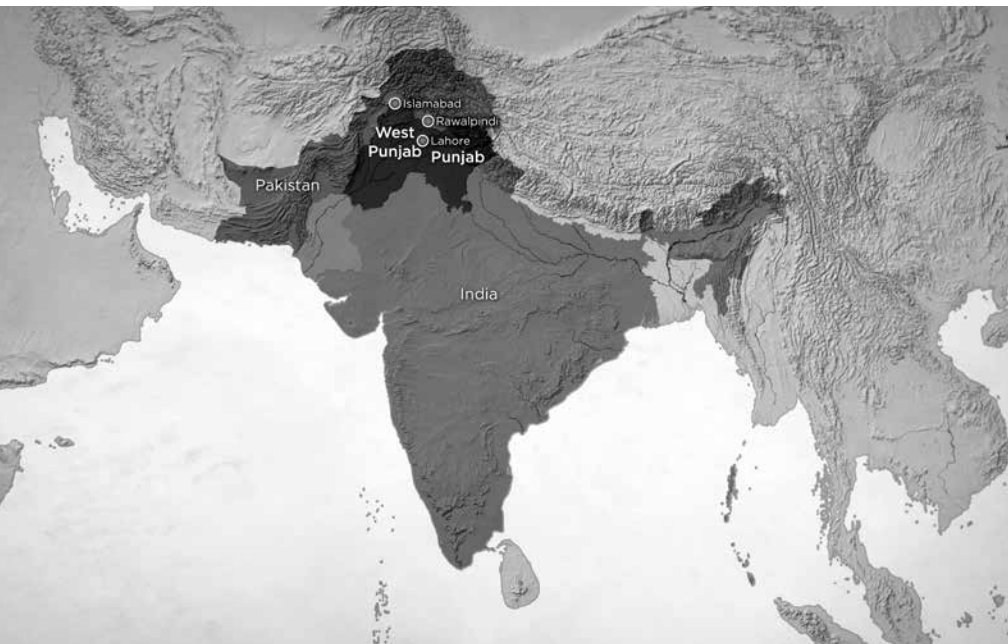 Islamabad
Rawalpindi
West
Punjab
Lahore
Punjab
Pakistan
India